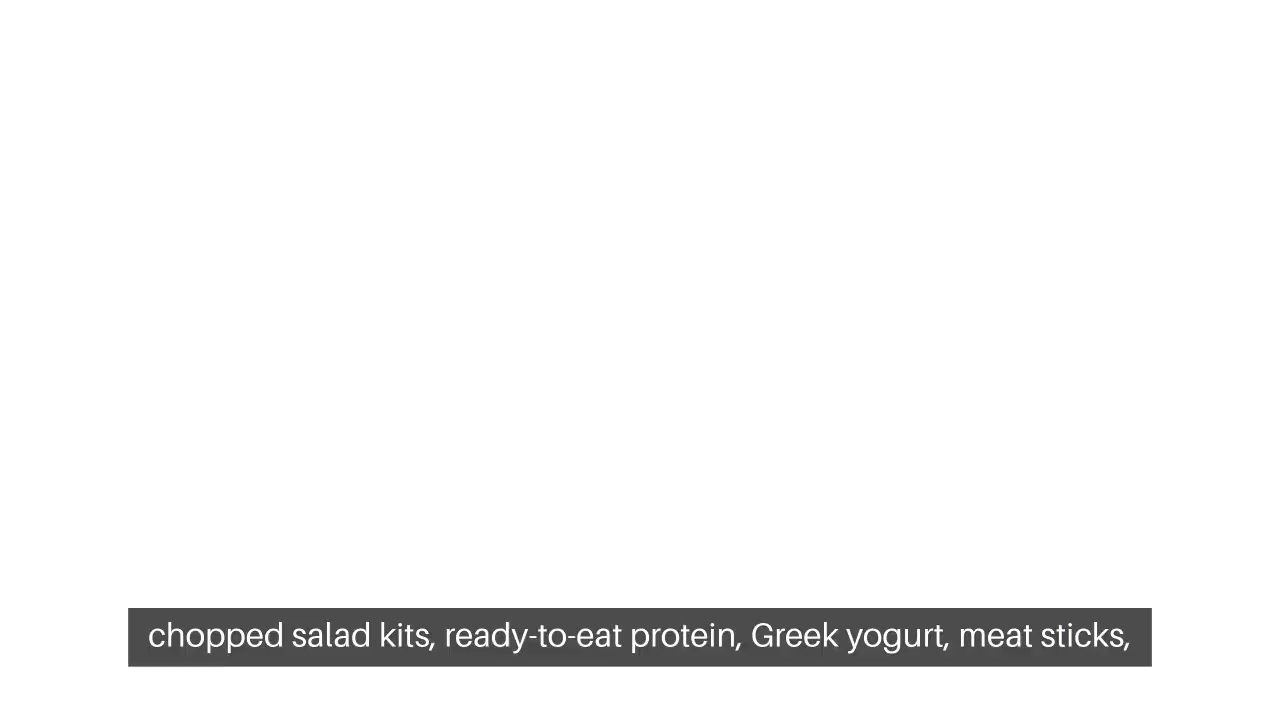 chopped salad kits, ready-to-eat protein, Greek yogurt, meat sticks,